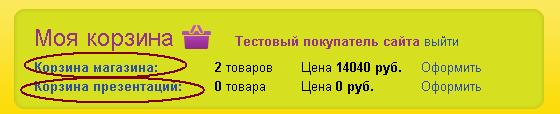 Моя корзина Тестовый покупатель сайта выйти
Корзина магазина: 2 товаров Цена 14040 руб. Оформить
Корзина презентации: 0 товара Цена 0 руб. Оформить